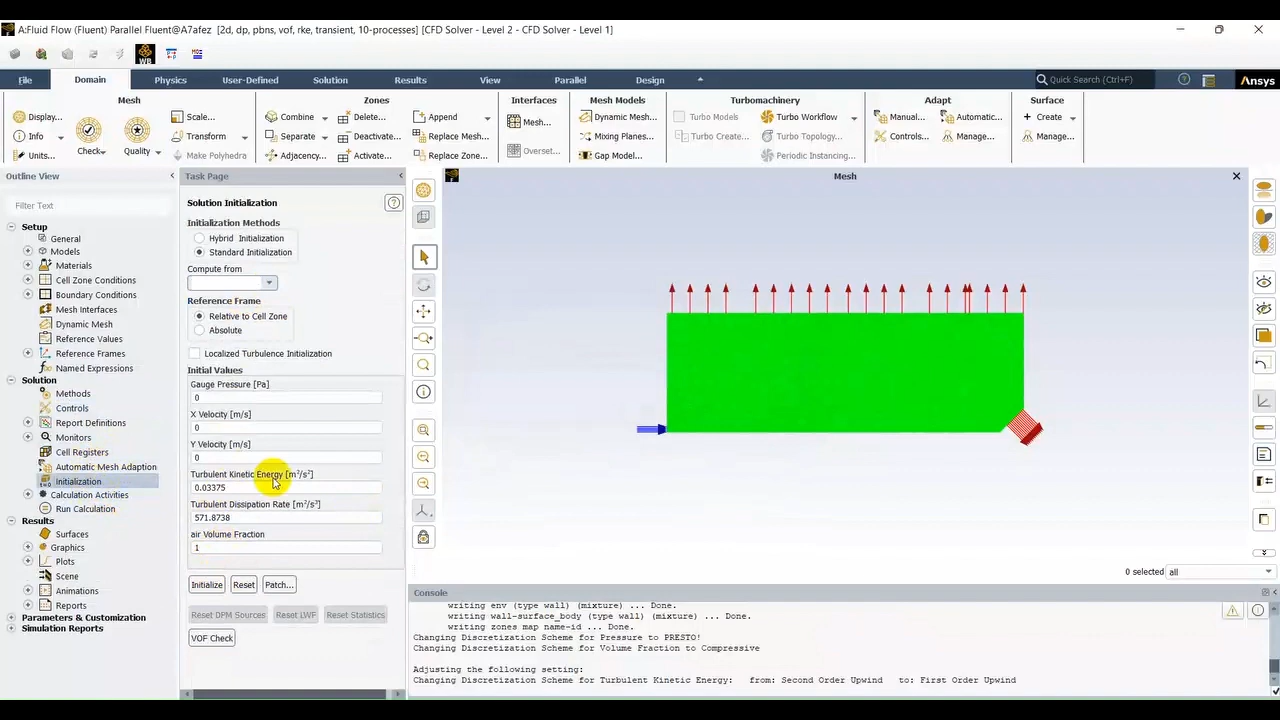 A:Fluid Flow (Fluent) Parallel Fluent@A7afez [2d, dp, pbns, vof, rke, transient, 10-processes] [CFD Solver - Level 2 - CFD Solver - Level 1]
WB
File Domain Physics User-Defined Solution Results View Parallel Design Quick Search (Ctrl+F) Ansys
Mesh Zones Interfaces Mesh Models Turbomachinery Adapt Surface
Display... Scale... Combine Delete... Append Mesh... Dynamic Mesh... Turbo Models Turbo Workflow Manual... Automatic... Create
Info Transform Separate Deactivate... Replace Mesh... Mixing Planes... Turbo Create... Turbo Topology... Controls... Manage... Manage...
Units... Check Quality Make Polyhedra Adjacency... Activate... Replace Zone... Overset... Gap Model... Periodic Instancing...
Outline View
Filter Text
Setup
General
Models
Materials
Cell Zone Conditions
Boundary Conditions
Mesh Interfaces
Dynamic Mesh
Reference Values
Reference Frames
Named Expressions
Solution
Methods
Controls
Report Definitions
Monitors
Cell Registers
Automatic Mesh Adaption
Initialization
Calculation Activities
Run Calculation
Results
Surfaces
Graphics
Plots
Scene
Animations
Reports
Parameters & Customization
Simulation Reports
Task Page
Solution Initialization
Initialization Methods
Hybrid Initialization
Standard Initialization
Compute from
Reference Frame
Relative to Cell Zone
Absolute
Localized Turbulence Initialization
Initial Values
Gauge Pressure [Pa]
0
X Velocity [m/s]
0
Y Velocity [m/s]
0
Turbulent Kinetic Energy [m²/s²]
0.03375
Turbulent Dissipation Rate [m²/s³]
571.8738
air Volume Fraction
1
Initialize Reset Patch...
Reset DPM Sources Reset LWF Reset Statistics
VOF Check
Mesh
0 selected all
Console
writing env (type wall) (mixture) ... Done.
writing wall-surface_body (type wall) (mixture) ... Done.
writing zones map name-id ... Done.
Changing Discretization Scheme for Pressure to PRESTO!
Changing Discretization Scheme for Volume Fraction to Compressive
Adjusting the following setting:
Changing Discretization Scheme for Turbulent Kinetic Energy: from: Second Order Upwind to: First Order Upwind